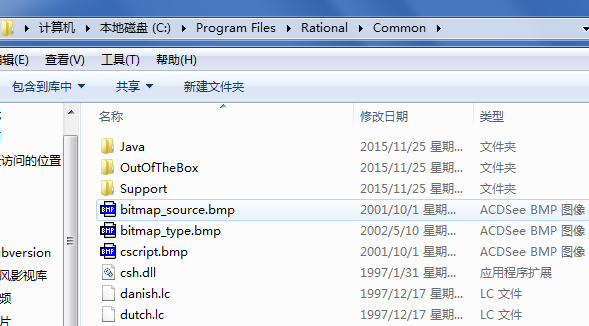 计算机 ▸ 本地磁盘 (C:) ▸ Program Files ▸ Rational ▸ Common ▸
编辑(E) 查看(V) 工具(T) 帮助(H)
包含到库中 共享 新建文件夹
名称 修改日期 类型
Java 2015/11/25 星期... 文件夹
OutOfTheBox 2015/11/25 星期... 文件夹
访问的位置 Support 2015/11/25 星期... 文件夹
bitmap_source.bmp 2001/10/1 星期... ACDSee BMP 图像
bitmap_type.bmp 2002/5/10 星期... ACDSee BMP 图像
bversion cscript.bmp 2001/10/1 星期... ACDSee BMP 图像
风影视库 csh.dll 1997/1/31 星期... 应用程序扩展
频 danish.lc 1997/12/17 星期... LC 文件
片 dutch.lc 1997/12/17 星期... LC 文件